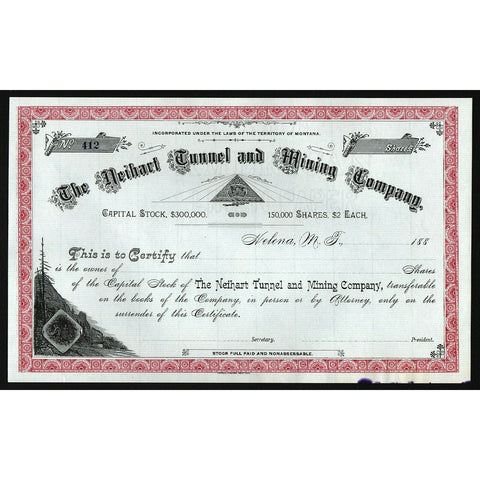 INCORPORATED UNDER THE LAWS OF THE TERRITORY OF MONTANA.
No. 412
Shares
The Neihart Tunnel and Mining Company,
CAPITAL STOCK, $300,000.
150,000 SHARES, $2 EACH.
Helena, M. T., 188
This is to Certify that
is the owner of Shares
of the Capital Stock of The Neihart Tunnel and Mining Company, transferable
on the books of the Company, in person or by Attorney, only on the
surrender of this Certificate.
Secretary. President.
STOCK FULL PAID AND NONASSESSABLE.